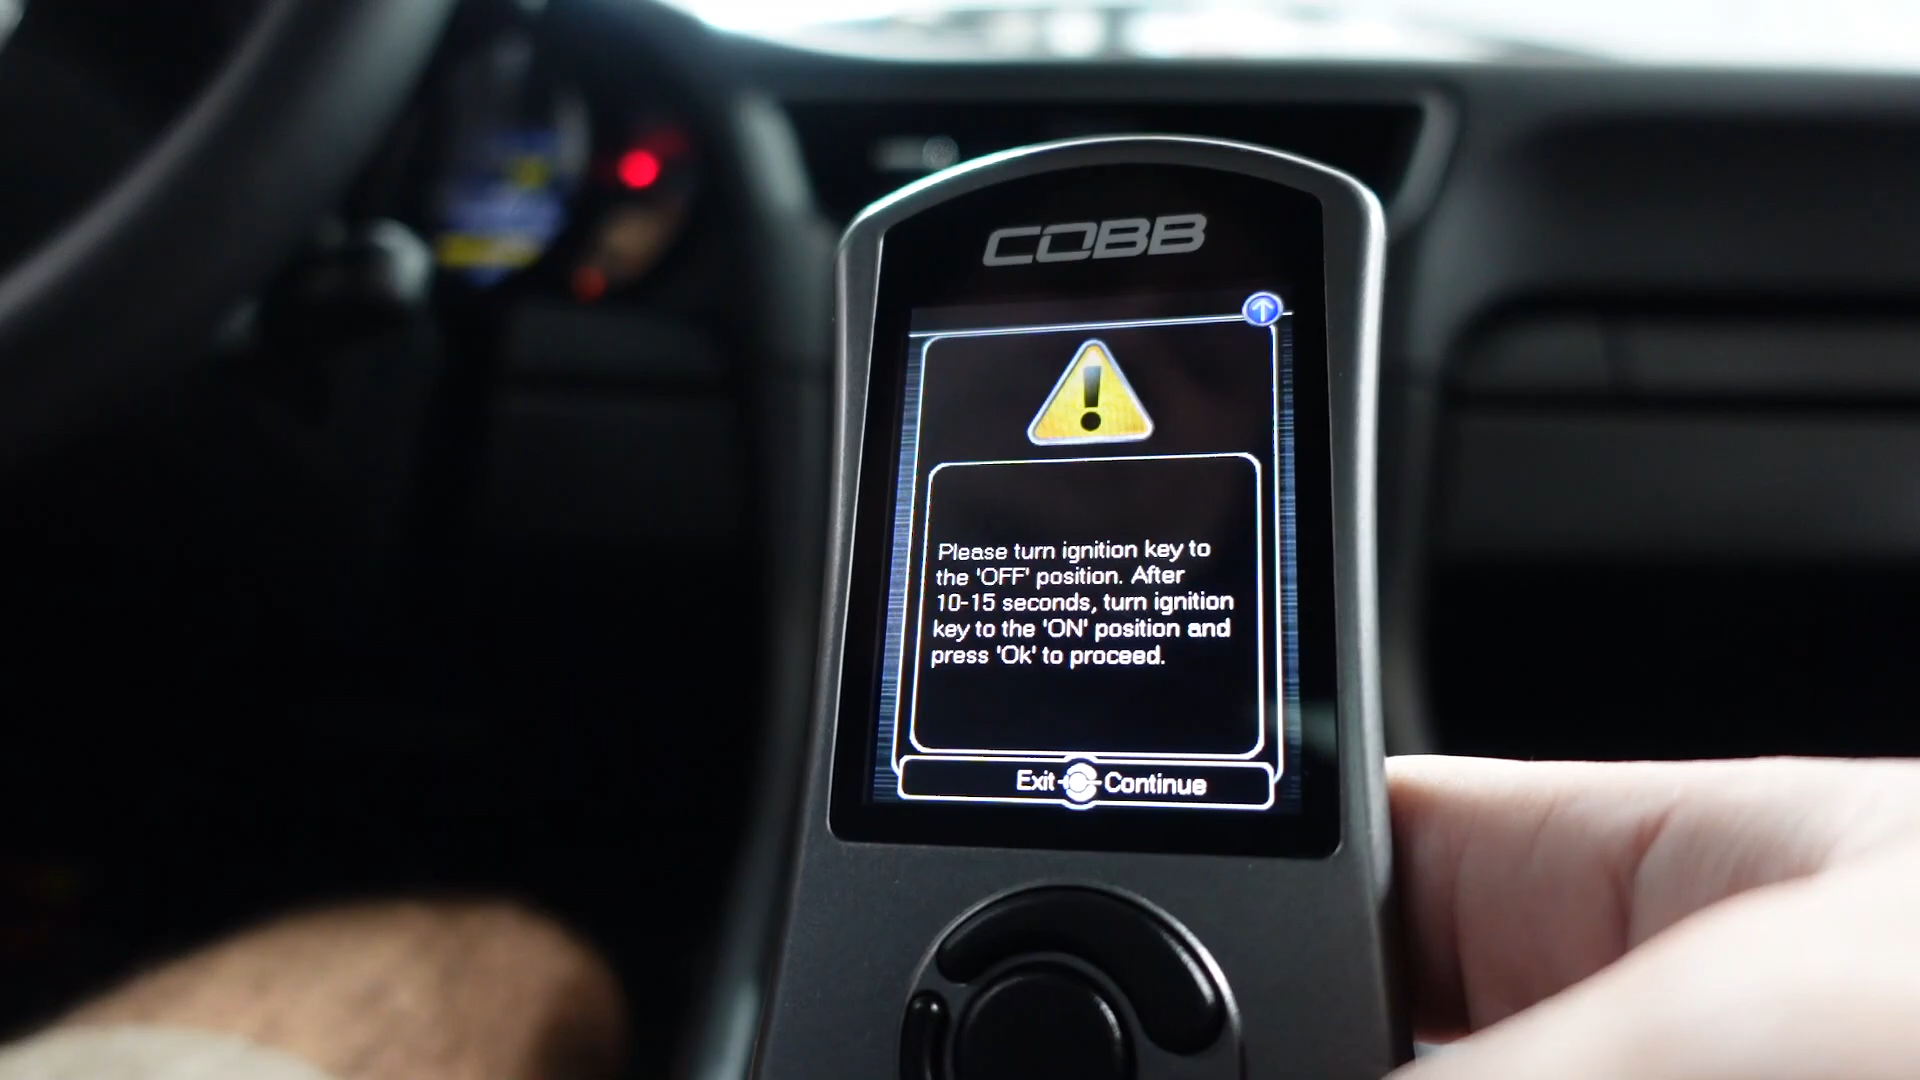 COBB
Please turn ignition key to
the 'OFF' position. After
10-15 seconds, turn ignition
key to the 'ON' position and
press 'Ok' to proceed.
Exit Continue